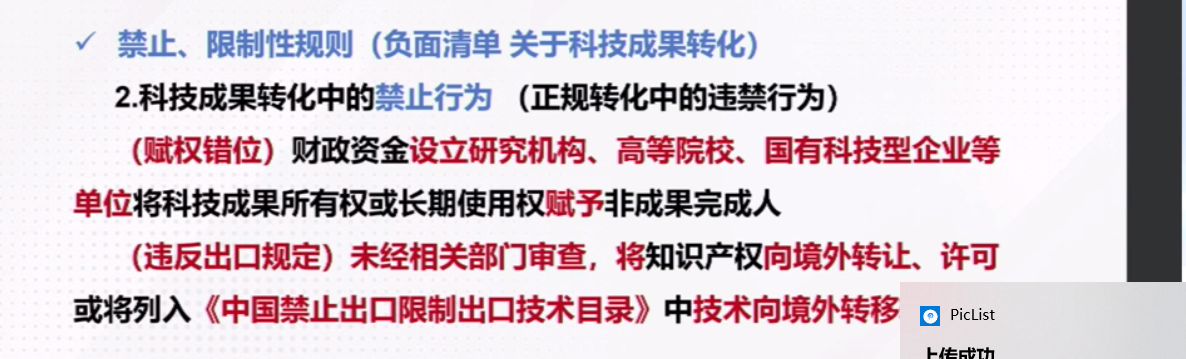 ✓ 禁止、限制性规则（负面清单 关于科技成果转化）
2.科技成果转化中的禁止行为 （正规转化中的违禁行为）
（赋权错位）财政资金设立研究机构、高等院校、国有科技型企业等
单位将科技成果所有权或长期使用权赋予非成果完成人
（违反出口规定）未经相关部门审查，将知识产权向境外转让、许可
或将列入《中国禁止出口限制出口技术目录》中技术向境外转移
PicList
上传成功